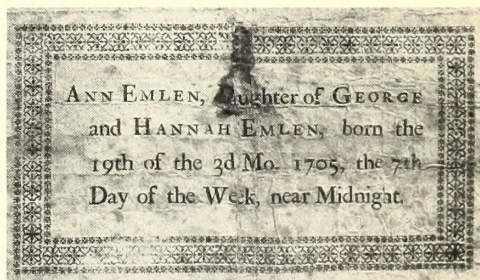 ANN EMLEN, Daughter of GEORGE
and HANNAH EMLEN, born the
19th of the 3d Mo. 1705, the 7th
Day of the Week, near Midnight.